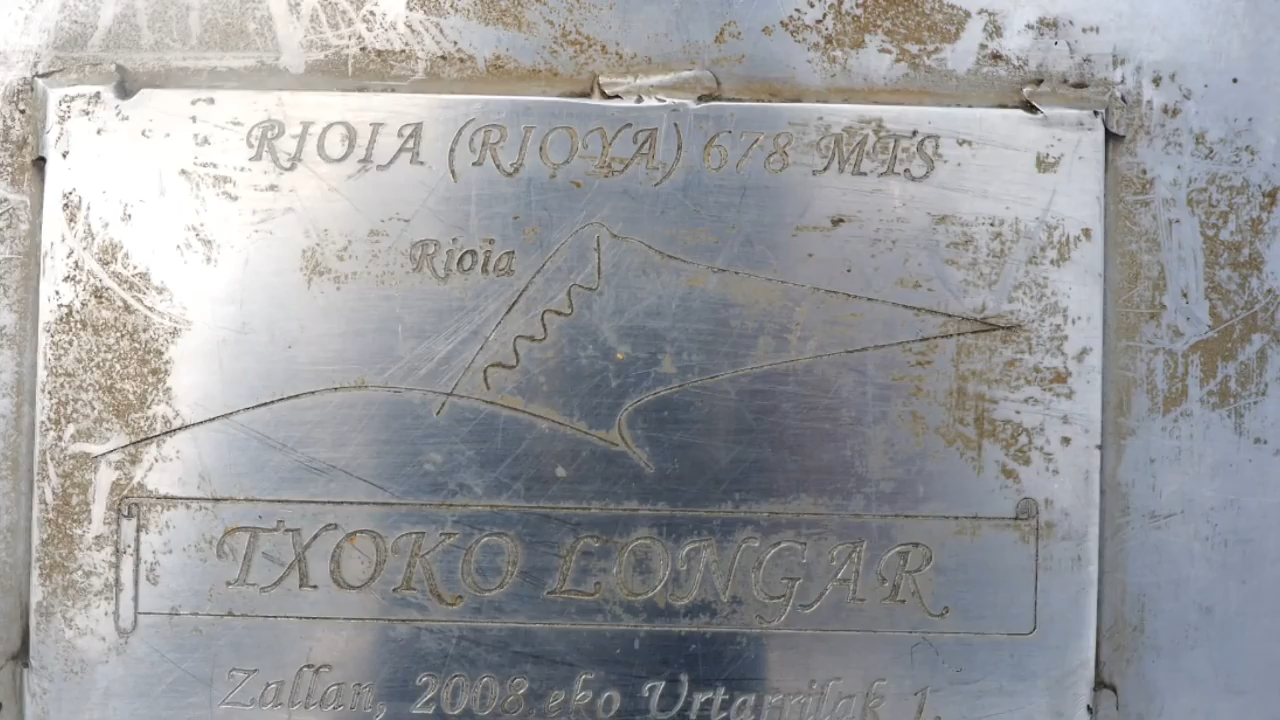 RIOIA (RIOYA) 678 MTS
Rioia
TXOKO LONGAR
Zallan, 2008.eko Urtarrilak 1.